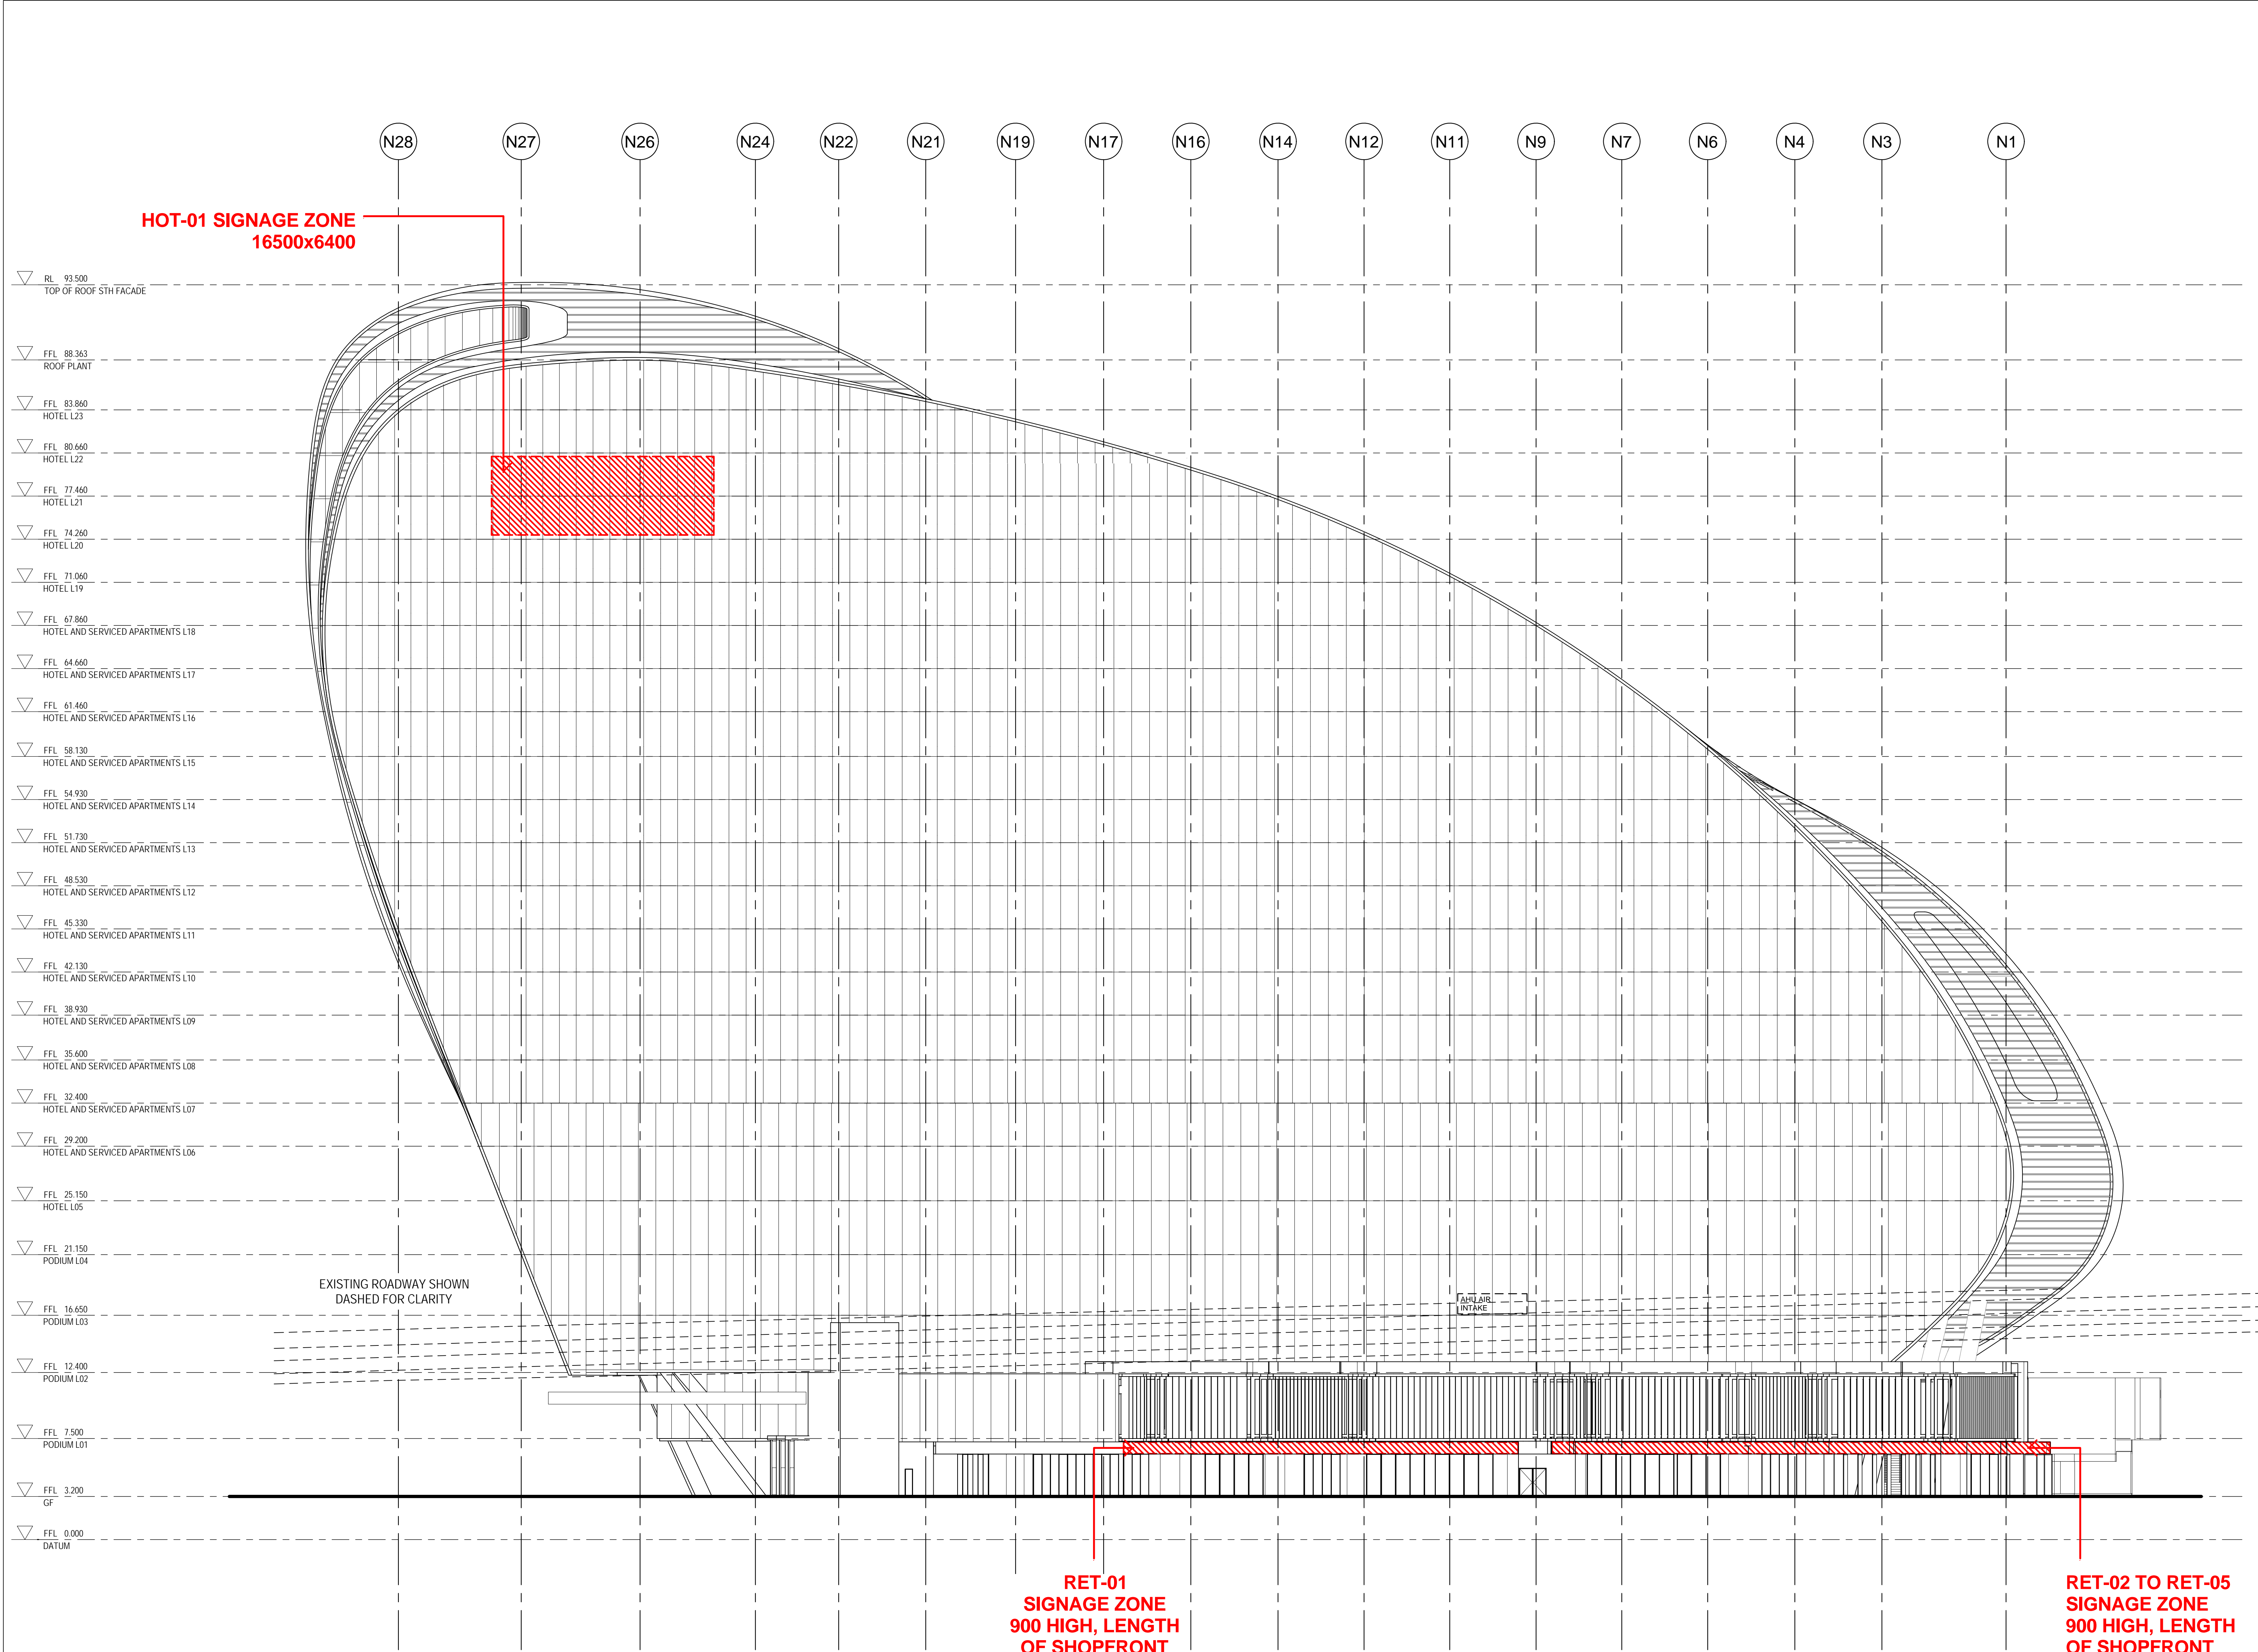 N28 N27 N26 N24 N22 N21 N19 N17 N16 N14 N12 N11 N9 N7 N6 N4 N3 N1
HOT-01 SIGNAGE ZONE
16500x6400
RL 93.500
TOP OF ROOF STH FACADE
FFL 88.363
ROOF PLANT
FFL 83.860
HOTEL L23
FFL 80.660
HOTEL L22
FFL 77.460
HOTEL L21
FFL 74.260
HOTEL L20
FFL 71.060
HOTEL L19
FFL 67.860
HOTEL AND SERVICED APARTMENTS L18
FFL 64.660
HOTEL AND SERVICED APARTMENTS L17
FFL 61.460
HOTEL AND SERVICED APARTMENTS L16
FFL 58.130
HOTEL AND SERVICED APARTMENTS L15
FFL 54.930
HOTEL AND SERVICED APARTMENTS L14
FFL 51.730
HOTEL AND SERVICED APARTMENTS L13
FFL 48.530
HOTEL AND SERVICED APARTMENTS L12
FFL 45.330
HOTEL AND SERVICED APARTMENTS L11
FFL 42.130
HOTEL AND SERVICED APARTMENTS L10
FFL 38.930
HOTEL AND SERVICED APARTMENTS L09
FFL 35.600
HOTEL AND SERVICED APARTMENTS L08
FFL 32.400
HOTEL AND SERVICED APARTMENTS L07
FFL 29.200
HOTEL AND SERVICED APARTMENTS L06
FFL 25.150
HOTEL L05
FFL 21.150
PODIUM L04
EXISTING ROADWAY SHOWN
DASHED FOR CLARITY
AHU AIR
INTAKE
FFL 16.650
PODIUM L03
FFL 12.400
PODIUM L02
FFL 7.500
PODIUM L01
FFL 3.200
GF
FFL 0.000
DATUM
RET-01
SIGNAGE ZONE
900 HIGH, LENGTH
OF SHOPFRONT
RET-02 TO RET-05
SIGNAGE ZONE
900 HIGH, LENGTH
OF SHOPFRONT